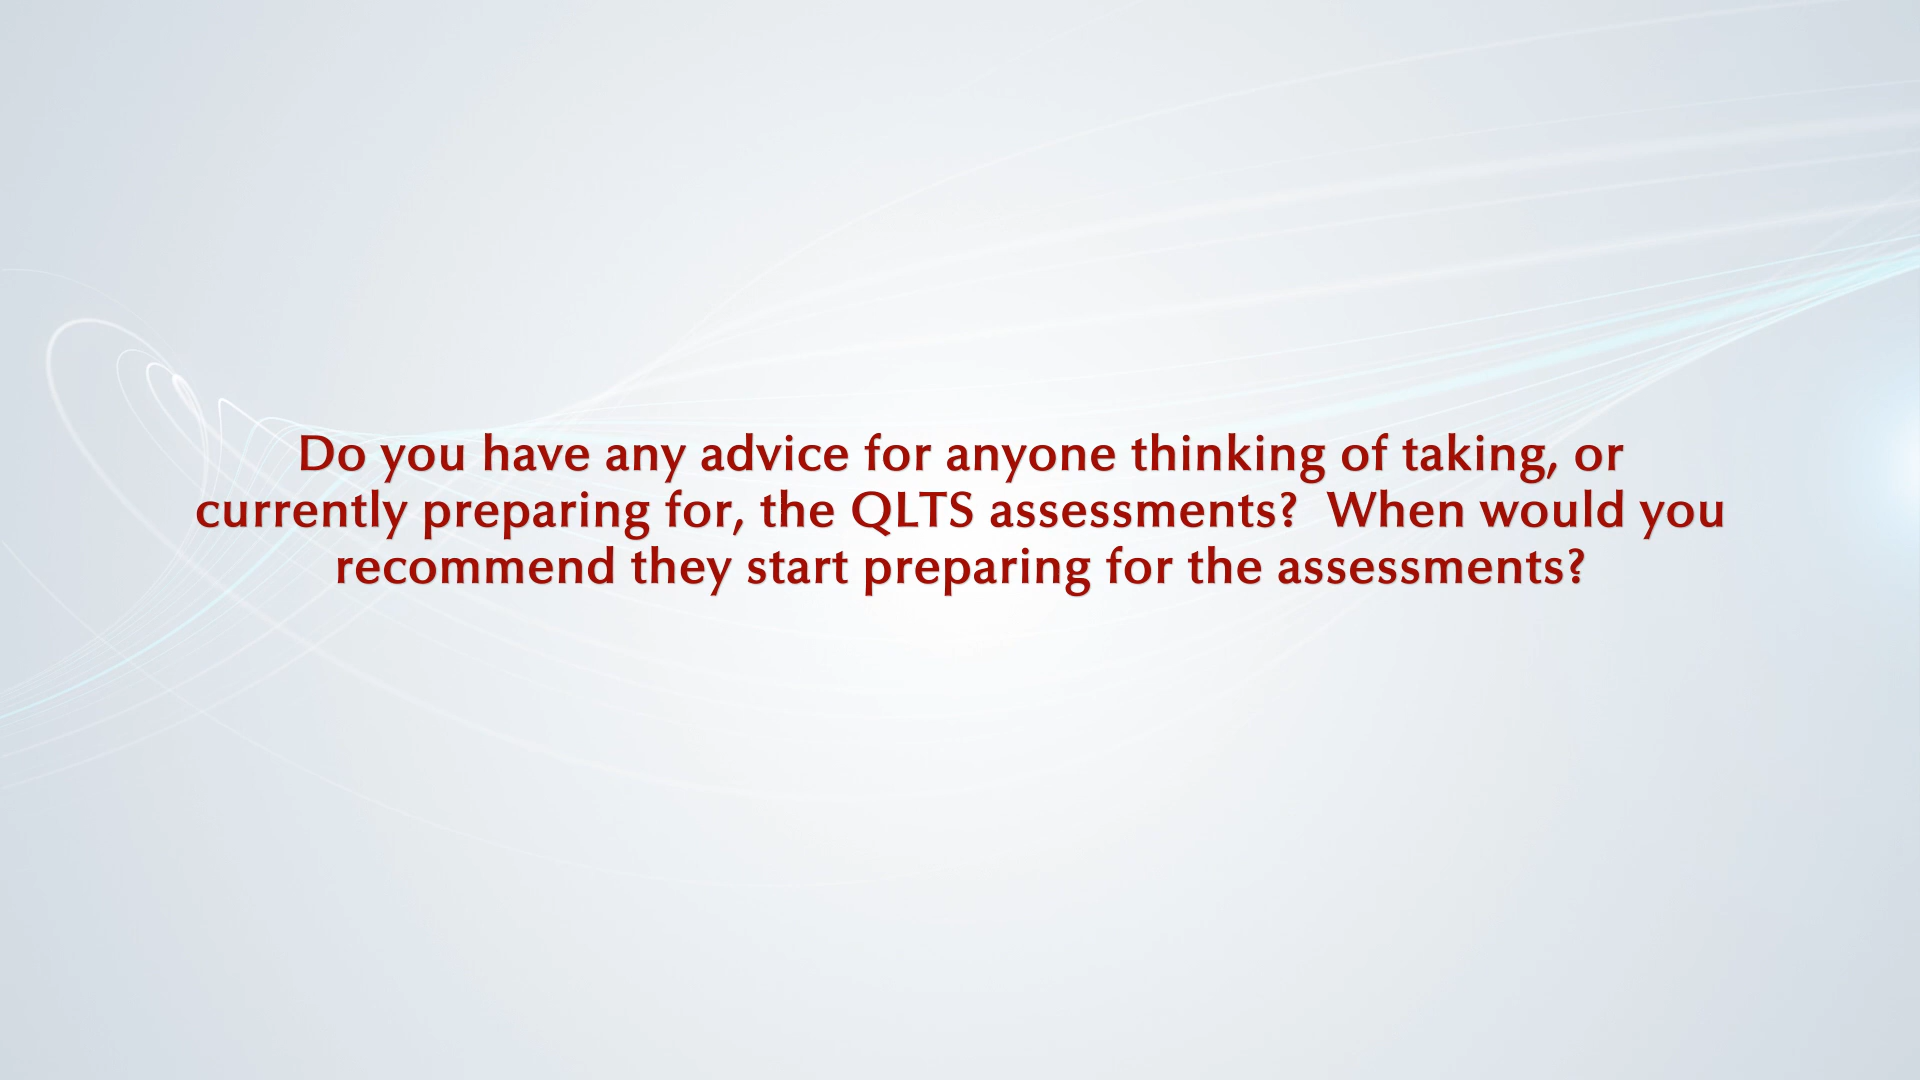 Do you have any advice for anyone thinking of taking, or
currently preparing for, the QLTS assessments?  When would you
recommend they start preparing for the assessments?